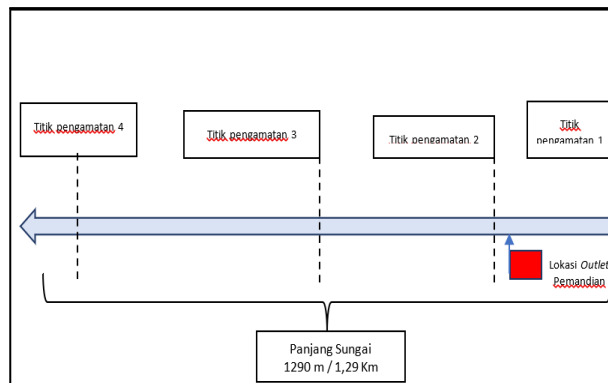 Titik pengamatan 4
Titik pengamatan 3
Titik pengamatan 2
Titik
pengamatan 1
Lokasi Outlet
Pemandian
Panjang Sungai
1290 m / 1,29 Km